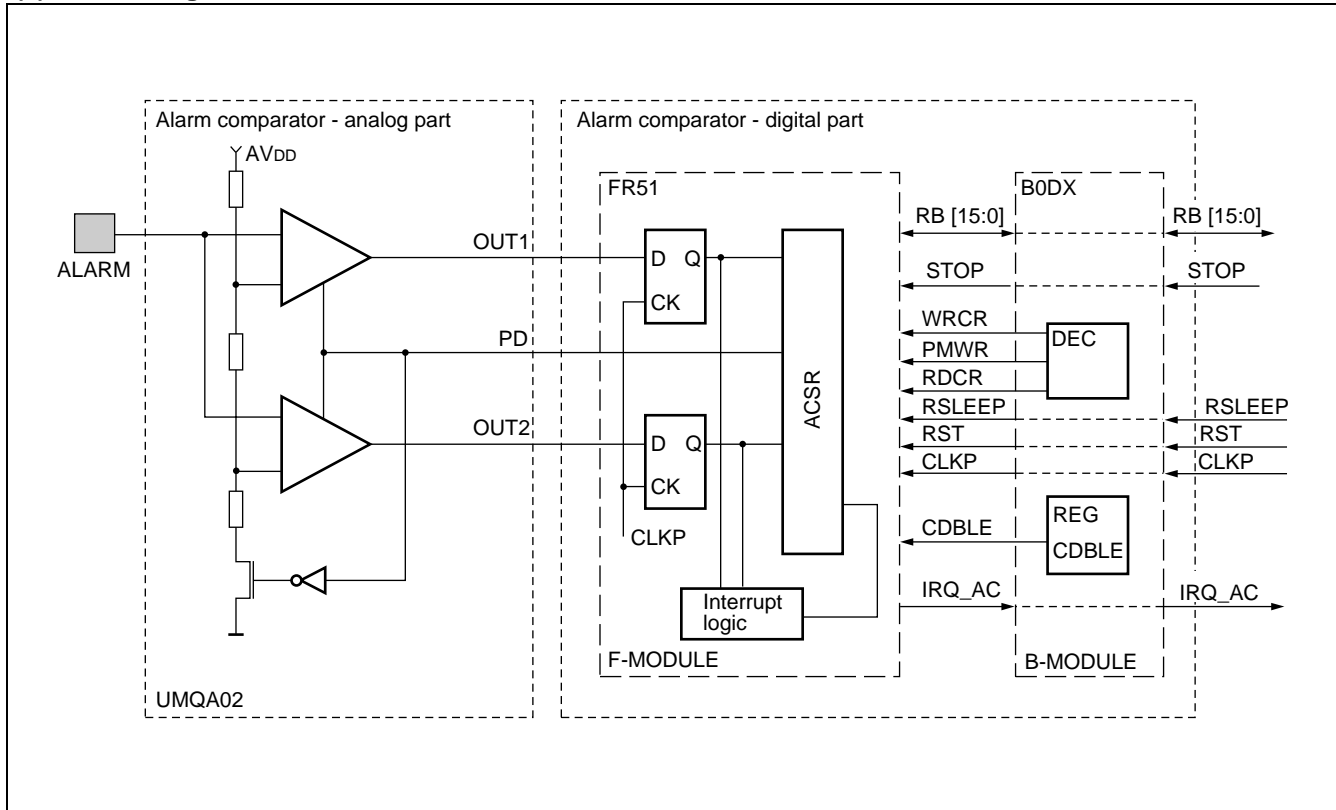 Alarm comparator - analog part
AVDD
ALARM
OUT1
PD
OUT2
UMQA02
Alarm comparator - digital part
FR51
D Q
CK
D Q
CK
CLKP
ACSR
Interrupt
logic
F-MODULE
RB [15:0]
STOP
WRCR
PMWR
RDCR
RSLEEP
RST
CLKP
CDBLE
IRQ_AC
B0DX
DEC
REG
CDBLE
B-MODULE
RB [15:0]
STOP
RSLEEP
RST
CLKP
IRQ_AC